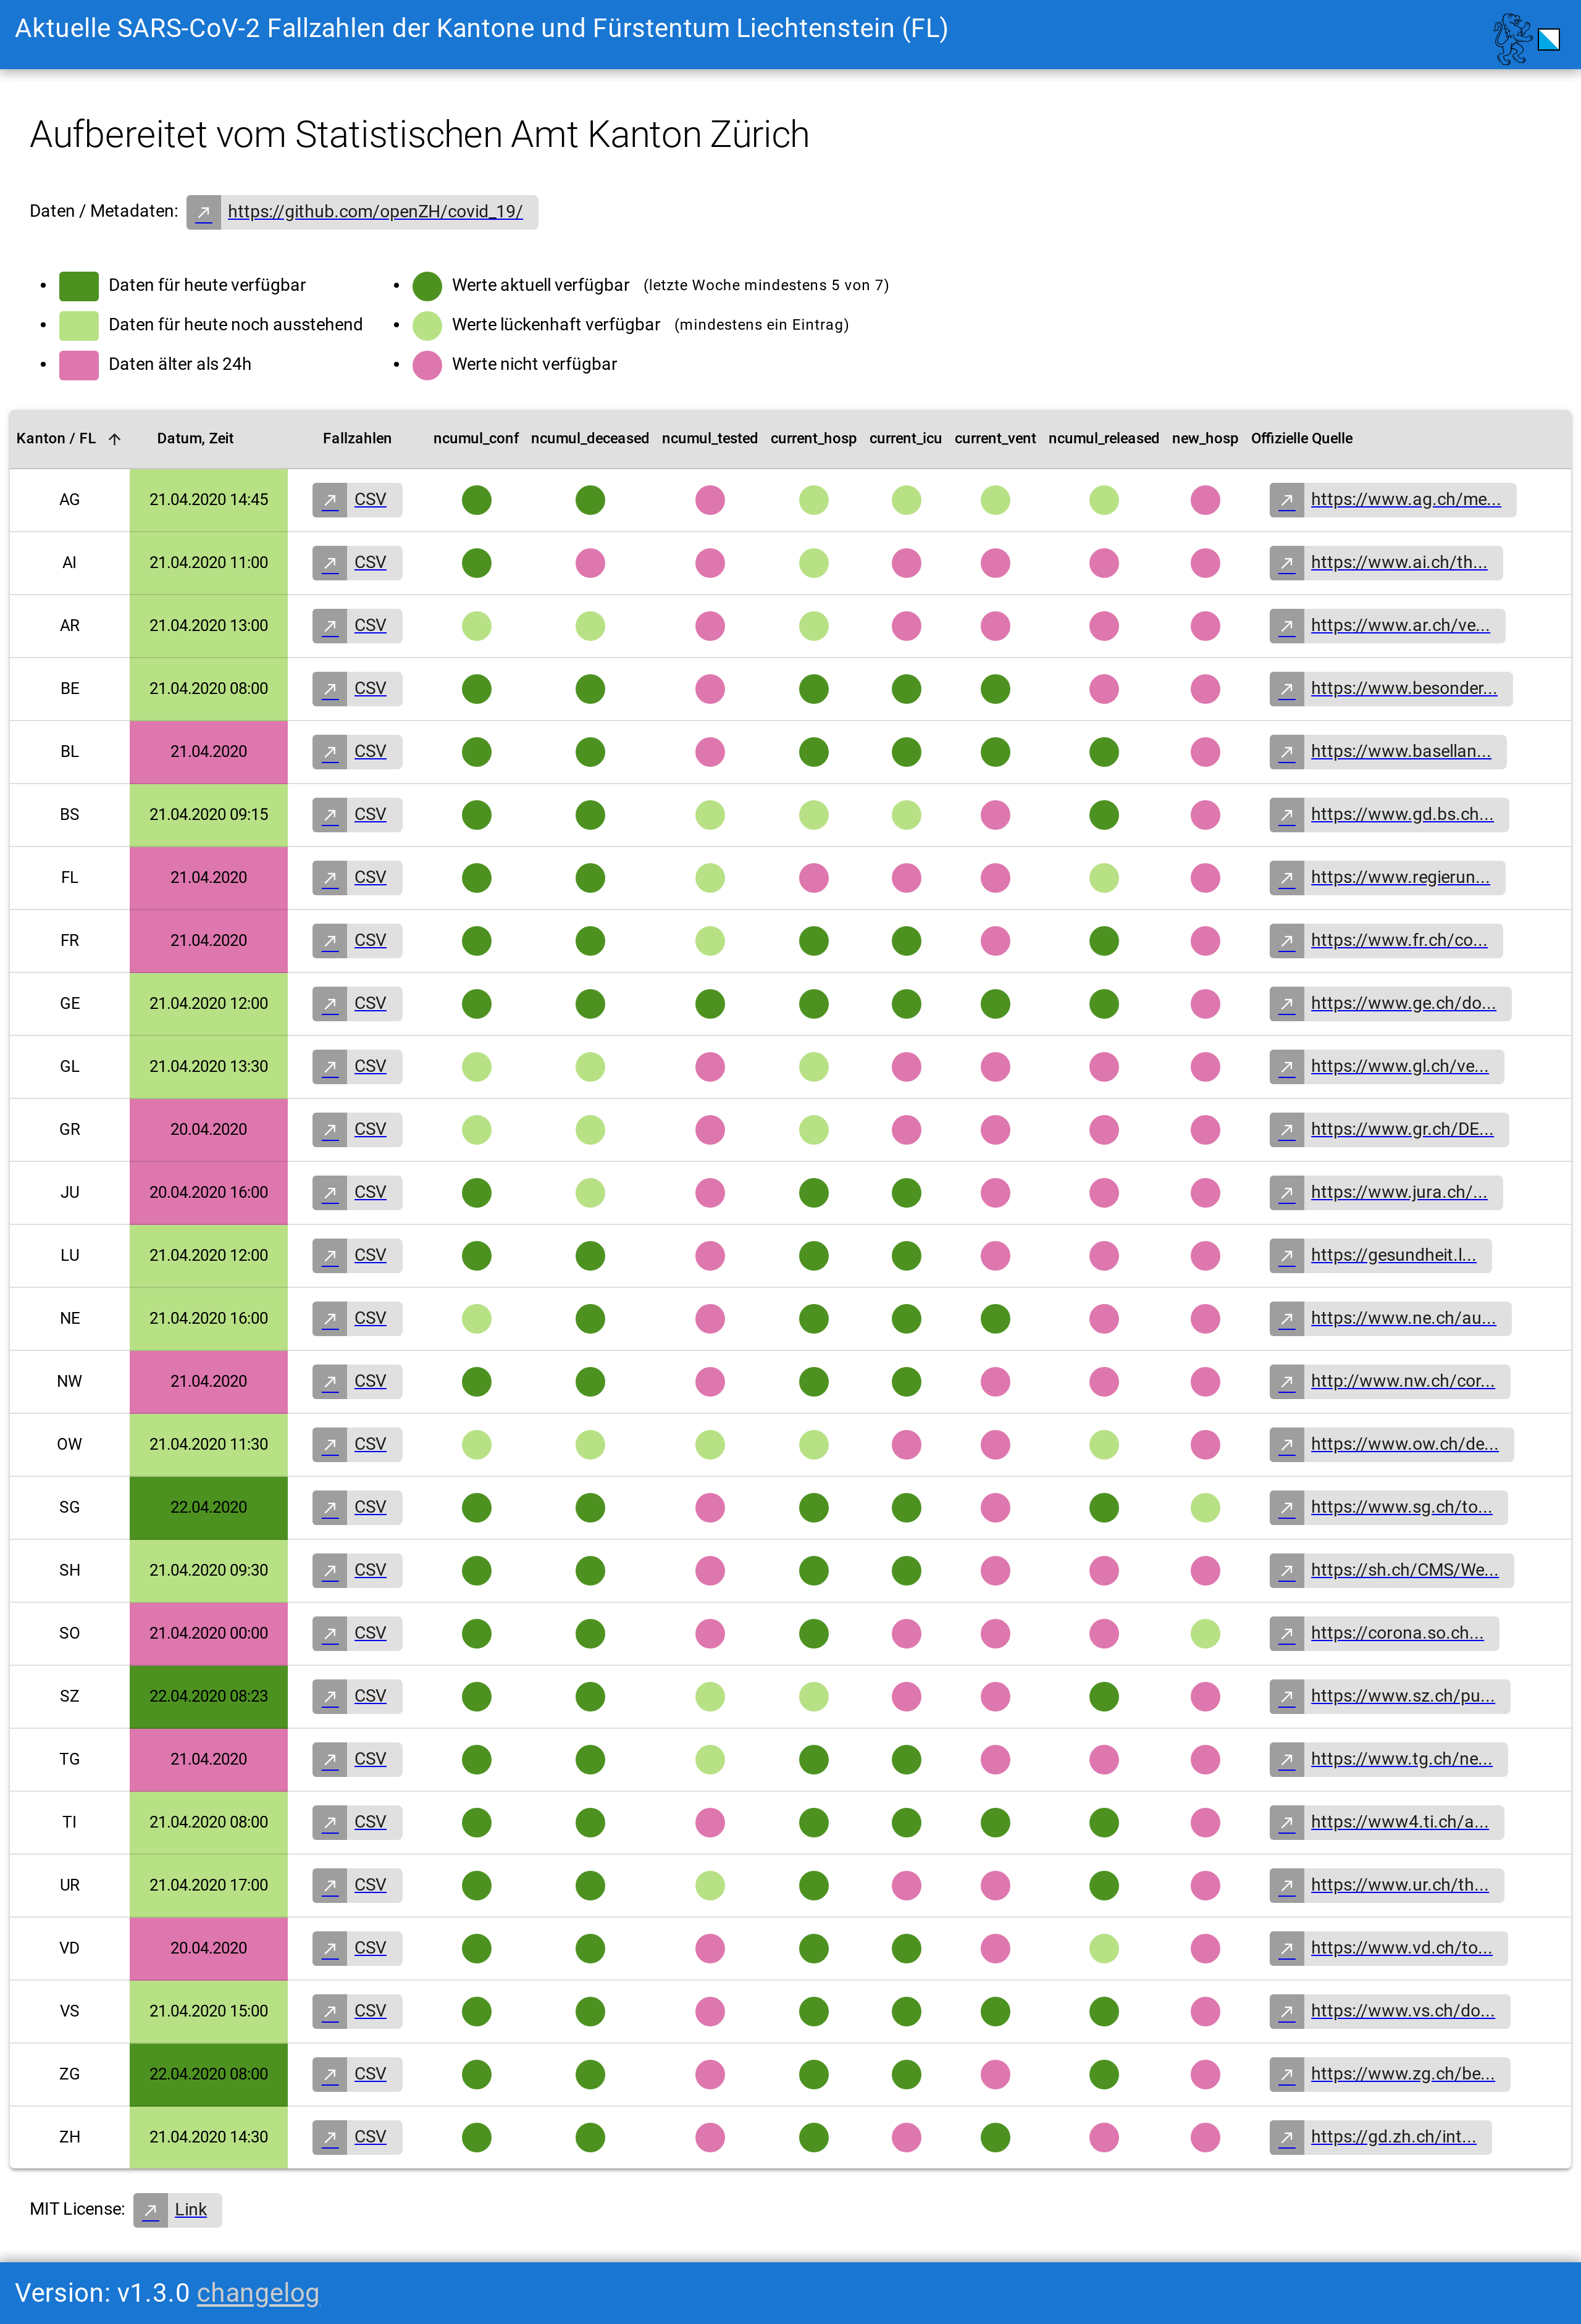 Aktuelle SARS-CoV-2 Fallzahlen der Kantone und Fürstentum Liechtenstein (FL)
Aufbereitet vom Statistischen Amt Kanton Zürich
Daten / Metadaten: https://github.com/openZH/covid_19/
Daten für heute verfügbar
Daten für heute noch ausstehend
Daten älter als 24h
Werte aktuell verfügbar (letzte Woche mindestens 5 von 7)
Werte lückenhaft verfügbar (mindestens ein Eintrag)
Werte nicht verfügbar
Kanton / FL Datum, Zeit Fallzahlen ncumul_conf ncumul_deceased ncumul_tested current_hosp current_icu current_vent ncumul_released new_hosp Offizielle Quelle
AG 21.04.2020 14:45 CSV https://www.ag.ch/me...
AI 21.04.2020 11:00 CSV https://www.ai.ch/th...
AR 21.04.2020 13:00 CSV https://www.ar.ch/ve...
BE 21.04.2020 08:00 CSV https://www.besonder...
BL 21.04.2020 CSV https://www.basellan...
BS 21.04.2020 09:15 CSV https://www.gd.bs.ch...
FL 21.04.2020 CSV https://www.regierun...
FR 21.04.2020 CSV https://www.fr.ch/co...
GE 21.04.2020 12:00 CSV https://www.ge.ch/do...
GL 21.04.2020 13:30 CSV https://www.gl.ch/ve...
GR 20.04.2020 CSV https://www.gr.ch/DE...
JU 20.04.2020 16:00 CSV https://www.jura.ch/...
LU 21.04.2020 12:00 CSV https://gesundheit.l...
NE 21.04.2020 16:00 CSV https://www.ne.ch/au...
NW 21.04.2020 CSV http://www.nw.ch/cor...
OW 21.04.2020 11:30 CSV https://www.ow.ch/de...
SG 22.04.2020 CSV https://www.sg.ch/to...
SH 21.04.2020 09:30 CSV https://sh.ch/CMS/We...
SO 21.04.2020 00:00 CSV https://corona.so.ch...
SZ 22.04.2020 08:23 CSV https://www.sz.ch/pu...
TG 21.04.2020 CSV https://www.tg.ch/ne...
TI 21.04.2020 08:00 CSV https://www4.ti.ch/a...
UR 21.04.2020 17:00 CSV https://www.ur.ch/th...
VD 20.04.2020 CSV https://www.vd.ch/to...
VS 21.04.2020 15:00 CSV https://www.vs.ch/do...
ZG 22.04.2020 08:00 CSV https://www.zg.ch/be...
ZH 21.04.2020 14:30 CSV https://gd.zh.ch/int...
MIT License: Link
Version: v1.3.0 changelog